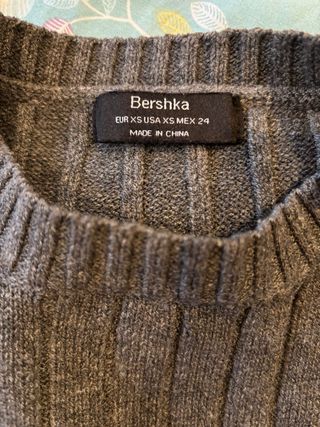 Bershka
EUR XS USA XS MEX 24
MADE IN CHINA